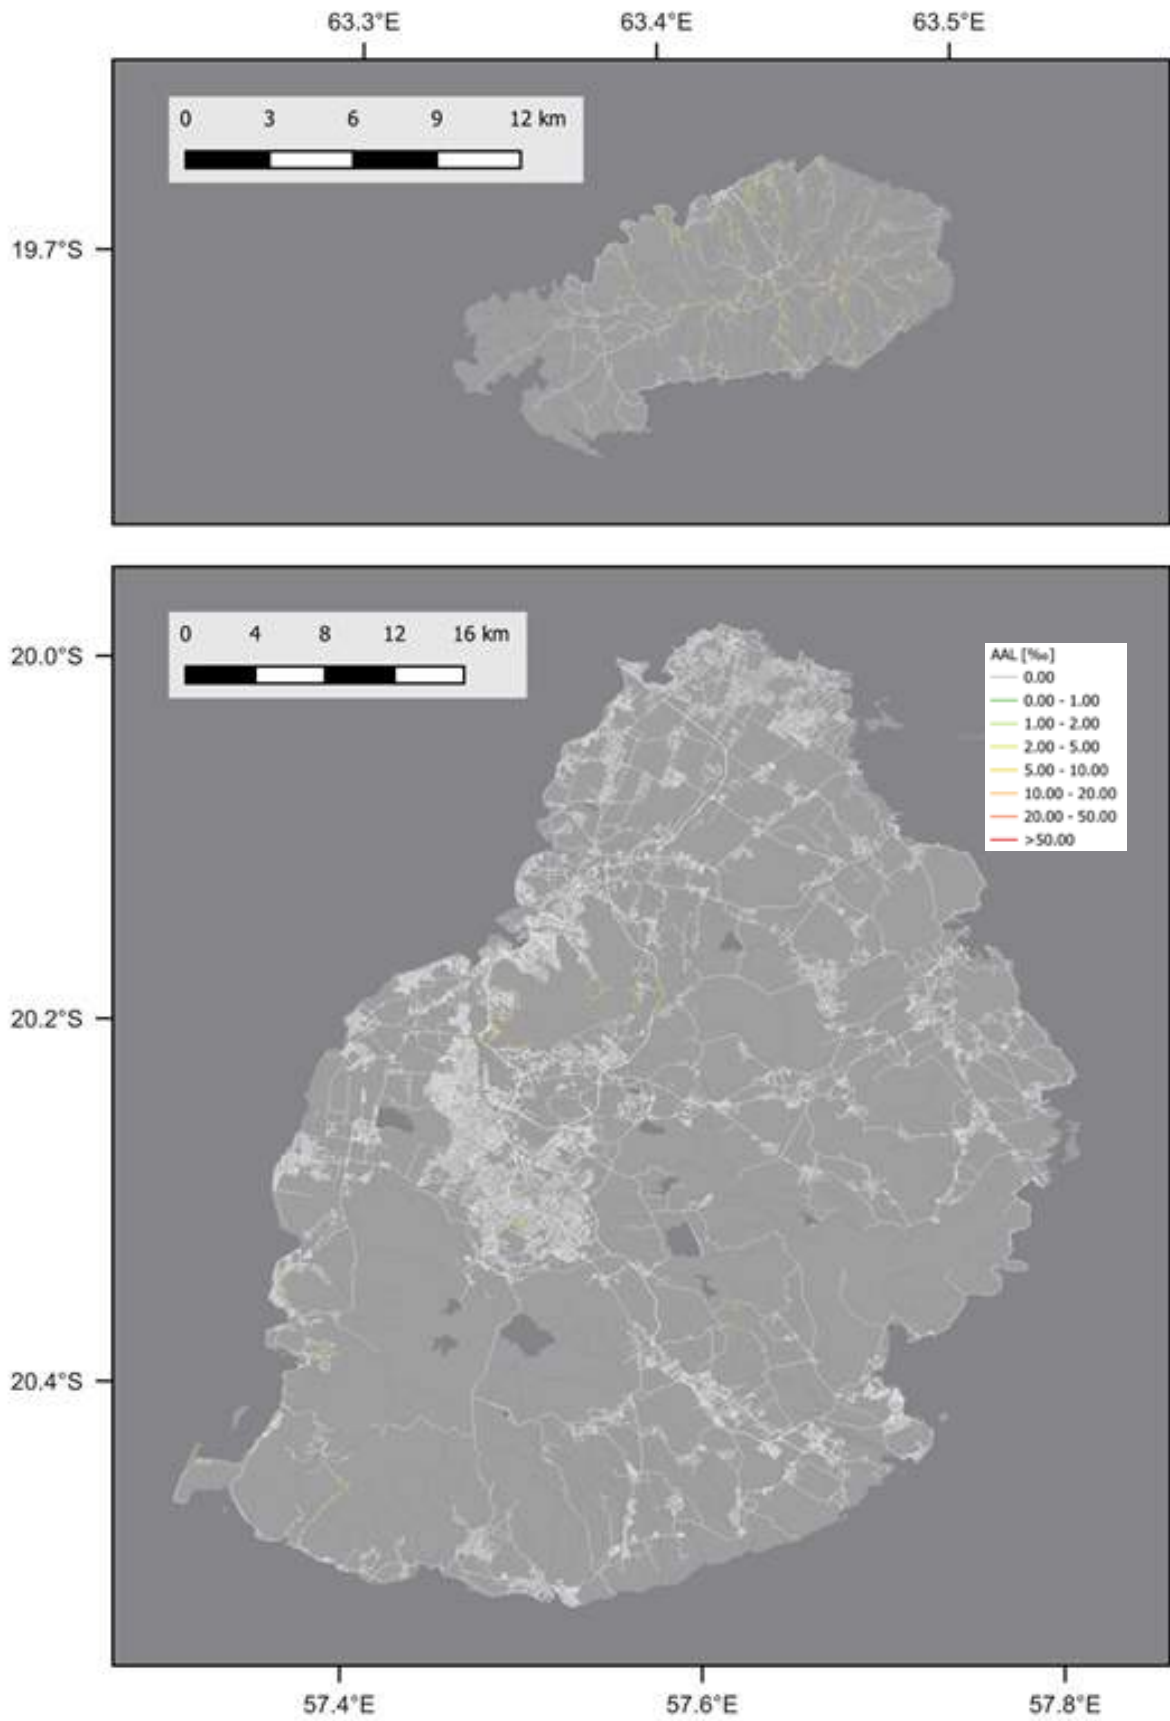 63.3°E 63.4°E 63.5°E
0 3 6 9 12 km
19.7°S
0 4 8 12 16 km
20.0°S
AAL [‰]
0.00
0.00 - 1.00
1.00 - 2.00
2.00 - 5.00
5.00 - 10.00
10.00 - 20.00
20.00 - 50.00
>50.00
20.2°S
20.4°S
57.4°E 57.6°E 57.8°E